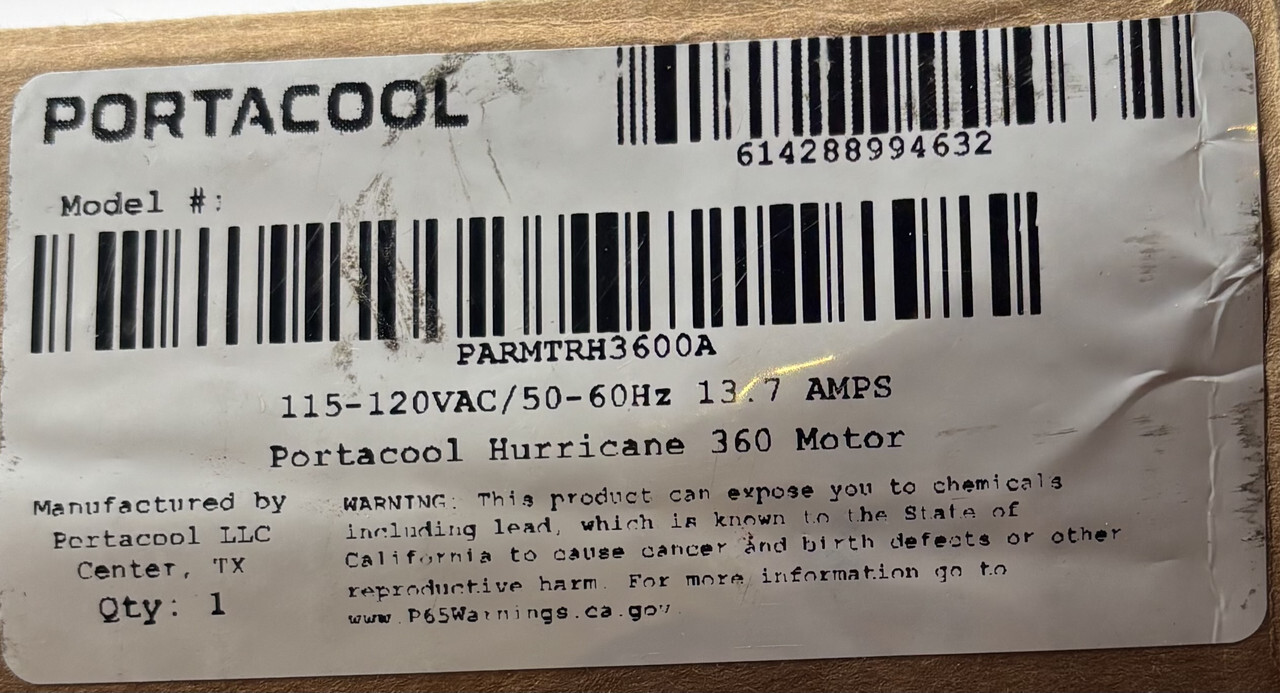 PORTACOOL
614288994632
Model #:
PARMTRH3600A
115-120VAC/50-60Hz 13.7 AMPS
Portacool Hurricane 360 Motor
Manufactured by
Portacool LLC
Center, TX
Qty: 1
WARNING: This product can expose you to chemicals
including lead, which is known to the State of
California to cause cancer and birth defects or other
reproductive harm. For more information go to
www.P65Warnings.ca.gov